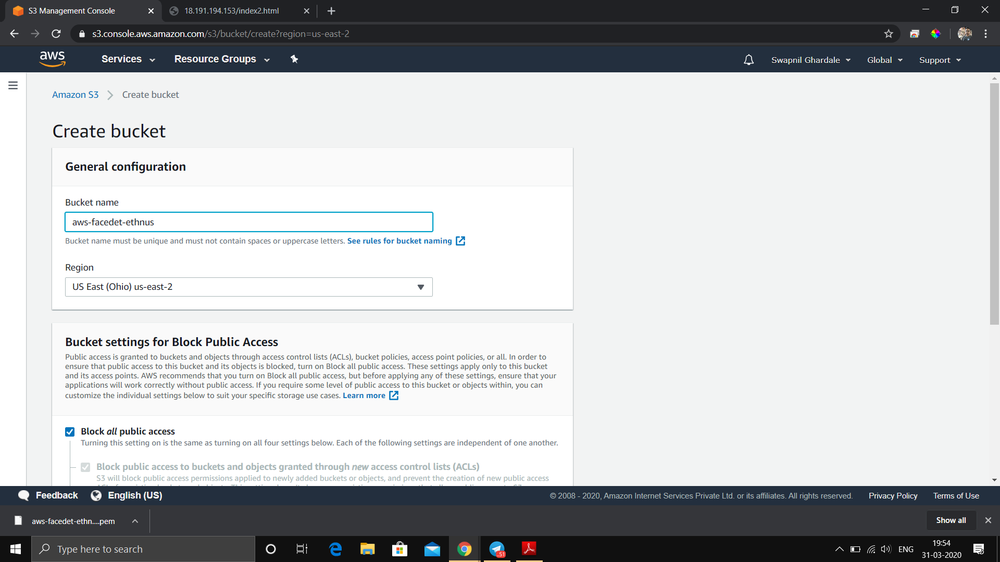 S3 Management Console
18.191.194.153/index2.html
s3.console.aws.amazon.com/s3/bucket/create?region=us-east-2
aws
Services
Resource Groups
Swapnil Ghardale
Global
Support
Amazon S3
Create bucket
Create bucket
General configuration
Bucket name
aws-facedet-ethnus
Bucket name must be unique and must not contain spaces or uppercase letters. See rules for bucket naming
Region
US East (Ohio) us-east-2
Bucket settings for Block Public Access
Public access is granted to buckets and objects through access control lists (ACLs), bucket policies, access point policies, or all. In order to
ensure that public access to this bucket and its objects is blocked, turn on Block all public access. These settings apply only to this bucket
and its access points. AWS recommends that you turn on Block all public access, but before applying any of these settings, ensure that your
applications will work correctly without public access. If you require some level of public access to this bucket or objects within, you can
customize the individual settings below to suit your specific storage use cases. Learn more
Block all public access
Turning this setting on is the same as turning on all four settings below. Each of the following settings are independent of one another.
Block public access to buckets and objects granted through new access control lists (ACLs)
S3 will block public access permissions applied to newly added buckets or objects, and prevent the creation of new public access
Feedback
English (US)
© 2008 - 2020, Amazon Internet Services Private Ltd. or its affiliates. All rights reserved.
Privacy Policy
Terms of Use
aws-facedet-ethn....pem
Show all
Type here to search
51
ENG
19:54
31-03-2020